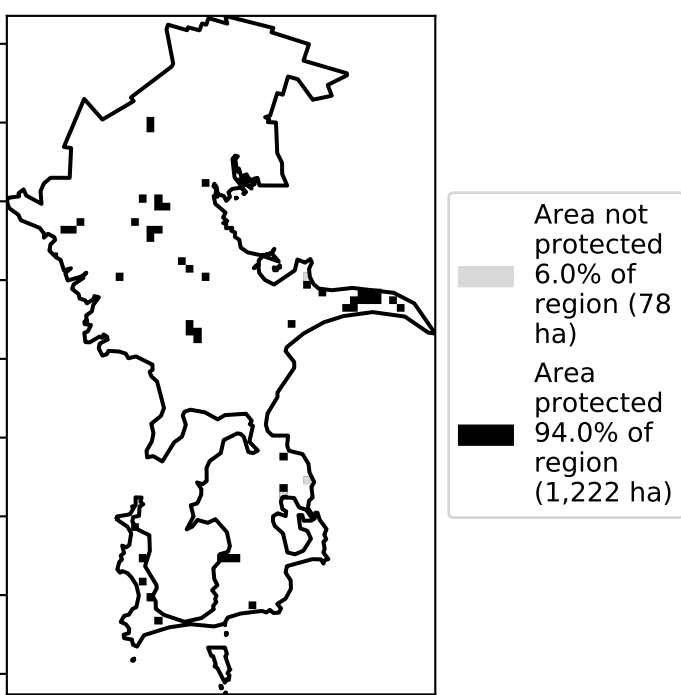 Area not
protected
6.0% of
region (78
ha)
Area
protected
94.0% of
region
(1,222 ha)